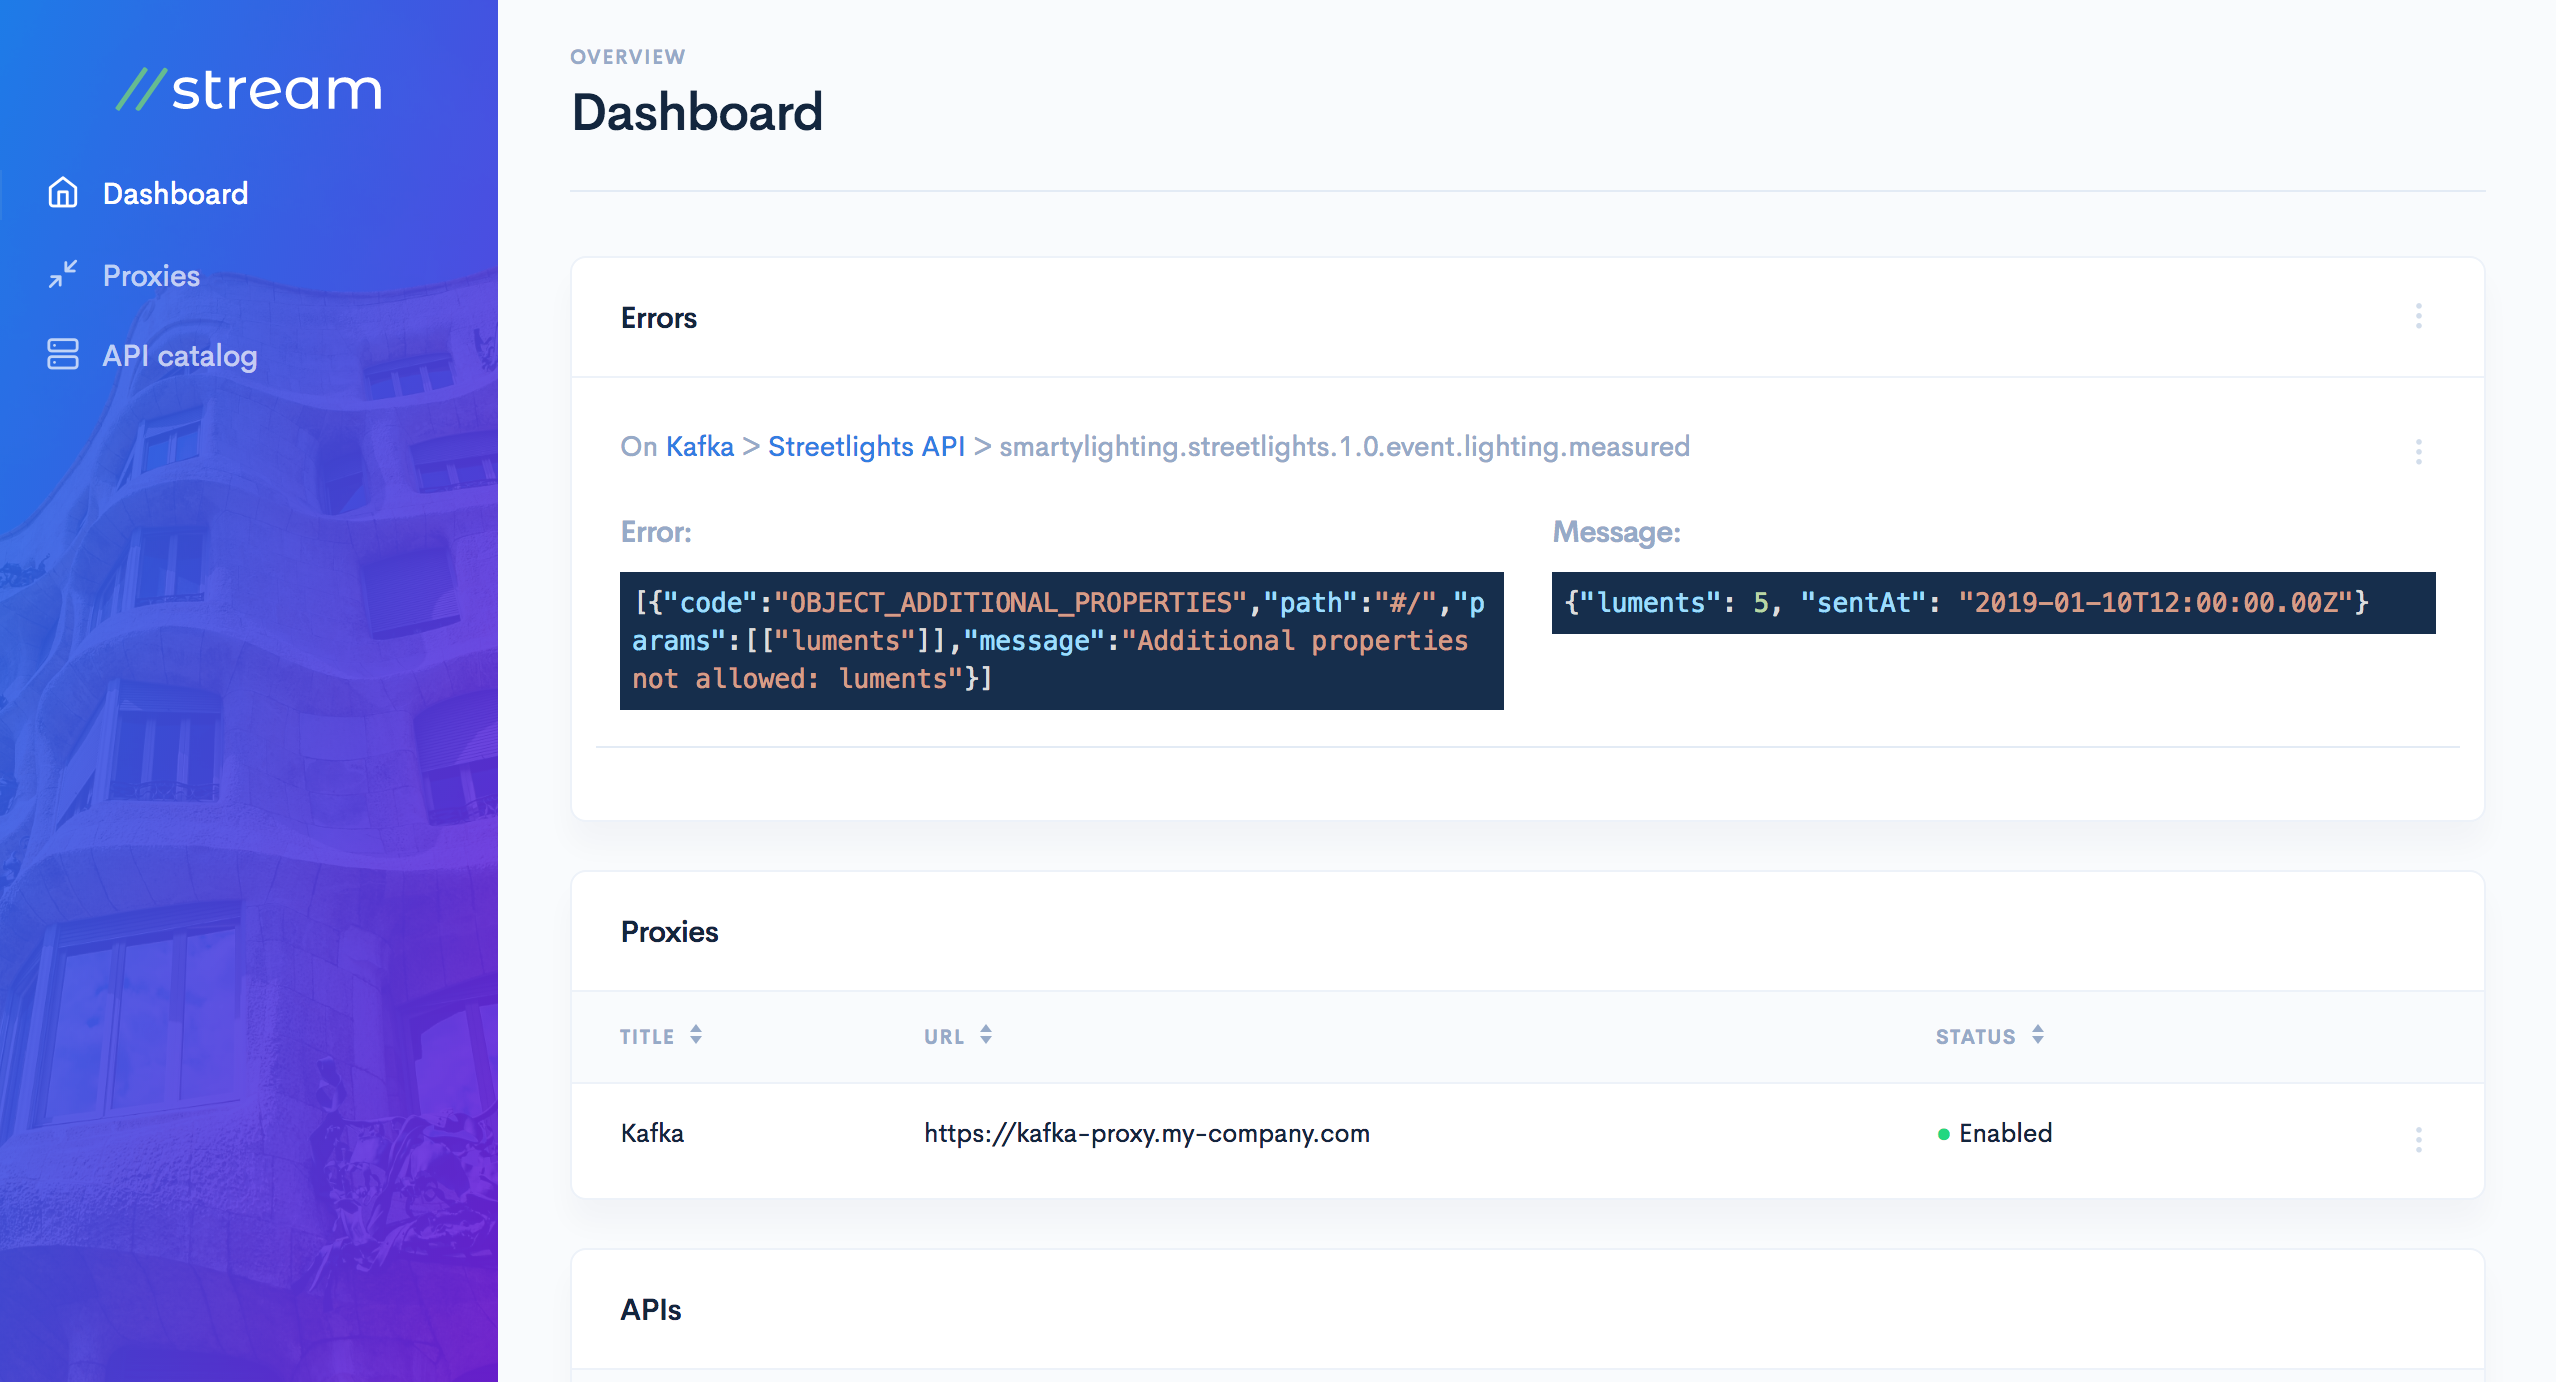 //stream
Dashboard
Proxies
API catalog
OVERVIEW
Dashboard
Errors
On Kafka > Streetlights API > smartylighting.streetlights.1.0.event.lighting.measured
Error:
[{"code":"OBJECT_ADDITIONAL_PROPERTIES","path":"#/","p
arams":[["luments"]],"message":"Additional properties
not allowed: luments"}]
Message:
{"luments": 5, "sentAt": "2019-01-10T12:00:00.00Z"}
Proxies
TITLE URL STATUS
Kafka https://kafka-proxy.my-company.com Enabled
APIs